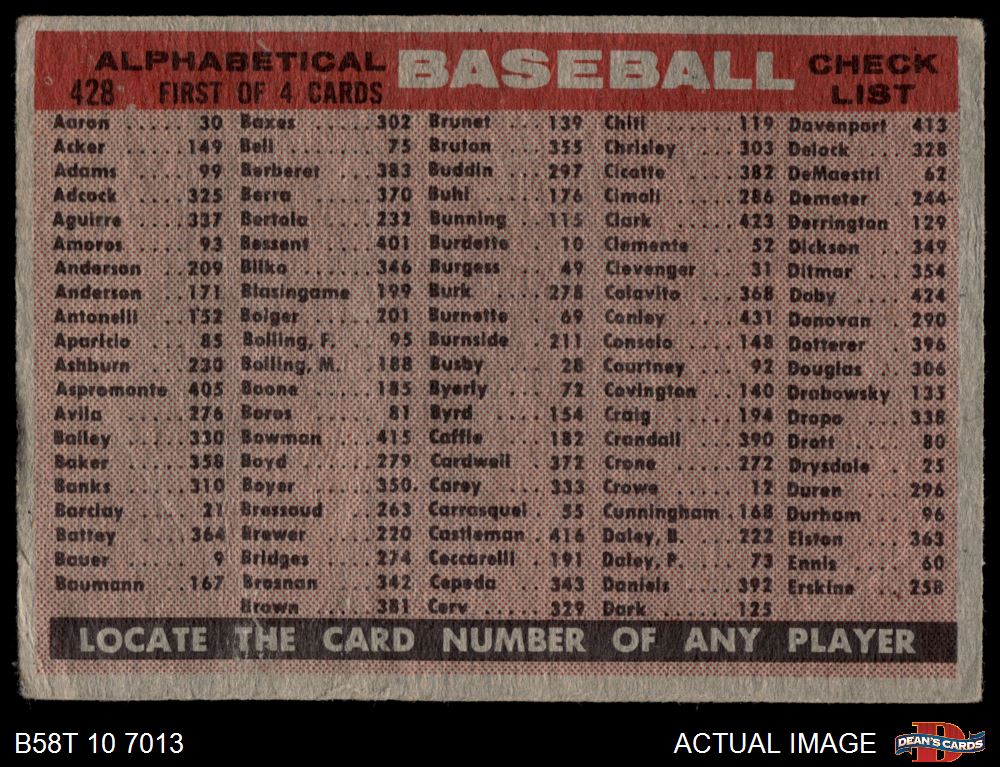 ALPHABETICAL BASEBALL CHECK
428 FIRST OF 4 CARDS LIST
Aaron ..... 30
Acker .... 149
Adams .... 99
Adcock ... 325
Aguirre ... 337
Amoros ... 93
Anderson .. 209
Anderson .. 171
Antonelli .. 152
Aparicio ... 85
Ashburn ... 230
Aspromonte 405
Avila ..... 276
Bailey .... 330
Baker .... 358
Banks .... 310
Barclay ... 21
Battey .... 364
Bauer .... 9
Baumann .. 167
Baxes ..... 302
Bell ...... 75
Berberet ... 383
Berra ..... 370
Bertoia ... 232
Bessent ... 401
Bilko ...... 346
Blasingame 199
Bolger .... 201
Bolling, F. .. 95
Bolling, M. . 188
Boone .... 185
Boros .... 81
Bowman .. 415
Boyd ..... 279
Boyer .... 350
Bressoud .. 263
Brewer ... 220
Bridges ... 274
Brosnan .. 342
Brown .... 381
Brunet ... 139
Bruton ... 355
Buddin ... 297
Buhl ..... 176
Bunning .. 115
Burdette .. 10
Burgess ... 49
Burk ..... 278
Burnette .. 69
Burnside .. 211
Busby .... 28
Byerly ... 72
Byrd ..... 154
Caffie .... 182
Cardwell . 372
Carey ... 333
Carrasquel . 55
Castleman . 416
Ceccarelli . 191
Cepeda ... 343
Cerv ..... 329
Chiti ...... 119
Chrisley ... 303
Cicotte .... 382
Cimoli .... 286
Clark ..... 423
Clemente .. 52
Clevenger .. 31
Colavito ... 368
Conley .... 431
Consolo ... 148
Courtney .. 92
Covington . 140
Craig ..... 194
Crandall .. 390
Crone ..... 272
Crowe .... 12
Cunningham . 168
Daley, B. .. 222
Daley, P. .. 73
Daniels ... 392
Dark ..... 125
Davenport 413
Delock ... 328
DeMaestri 62
Demeter .. 244
Derrington 129
Dickson .. 349
Ditmar ... 354
Doby .... 424
Donovan . 290
Dotterer .. 396
Douglas .. 306
Drabowsky 135
Dropo ... 338
Drott .... 80
Drysdale . 25
Duren ... 296
Durham .. 96
Elston ... 363
Ennis .... 60
Erskine .. 258
LOCATE THE CARD NUMBER OF ANY PLAYER
B58T 10 7013
ACTUAL IMAGE
D
DEAN'S CARDS